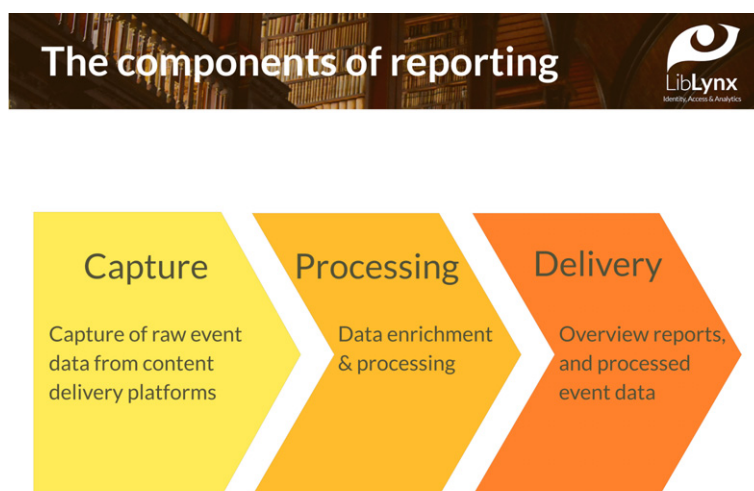 The components of reporting
LibLynx
Identity, Access & Analytics
Capture
Capture of raw event
data from content
delivery platforms
Processing
Data enrichment
& processing
Delivery
Overview reports,
and processed
event data